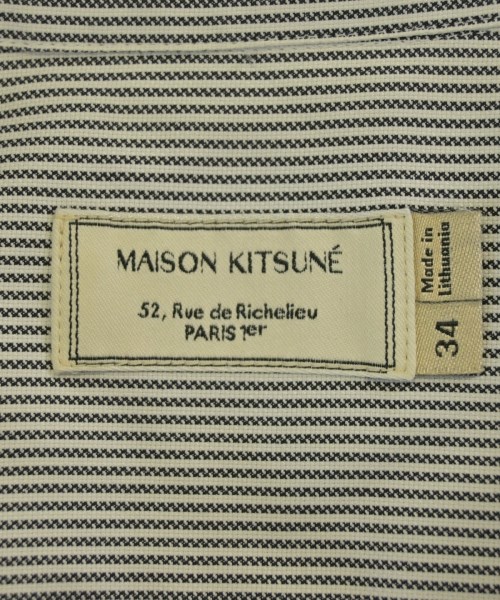 MAISON KITSUNÉ
52, Rue de Richelieu
PARIS 1er
Made in
Lithuania
34